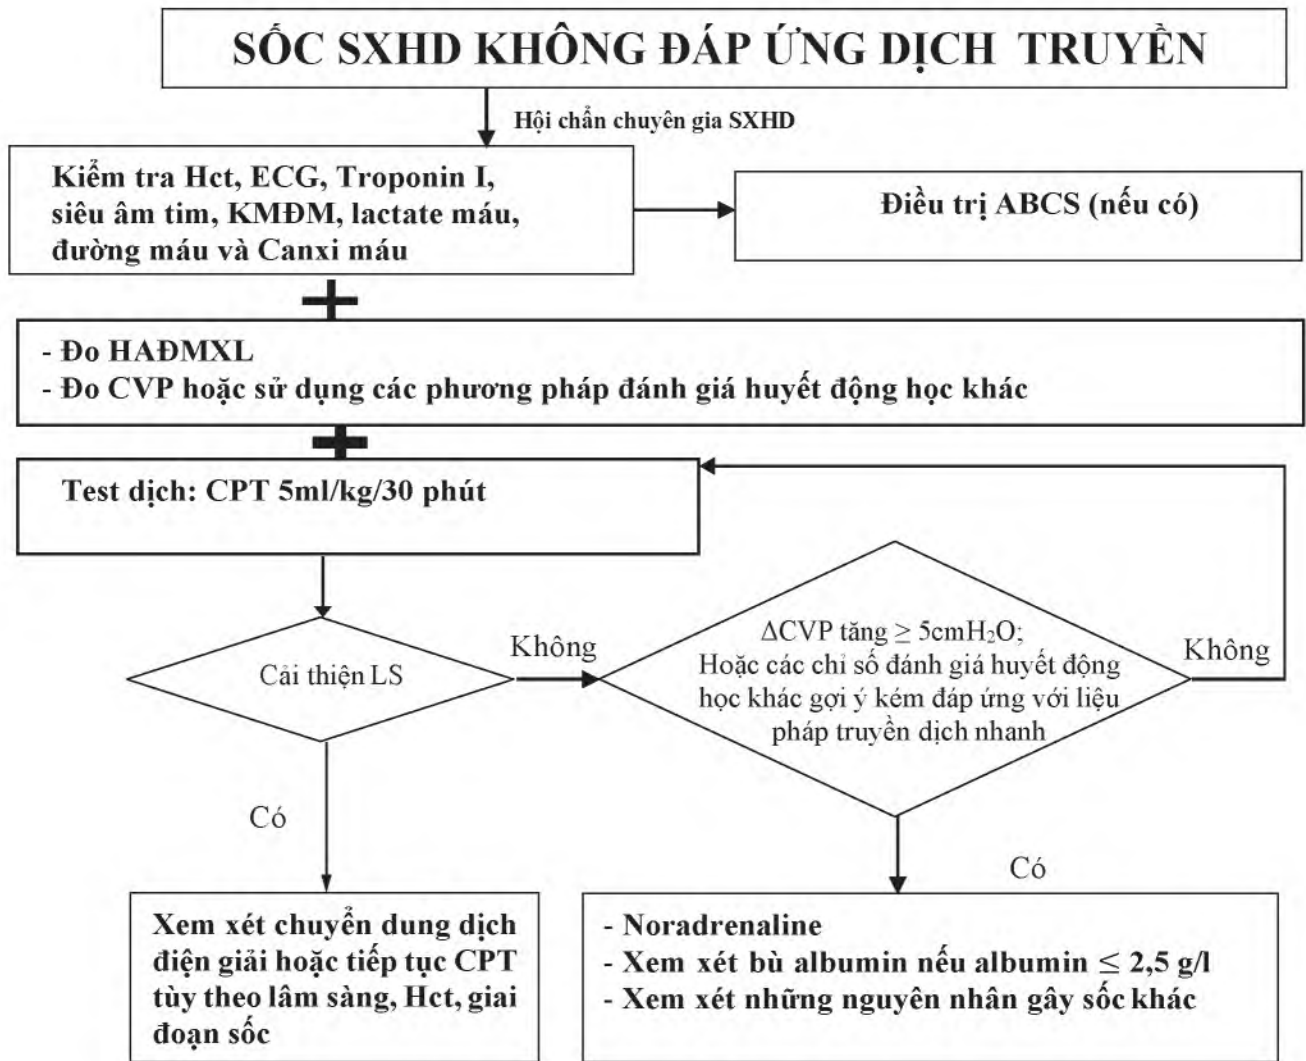 SỐC SXHD KHÔNG ĐÁP ỨNG DỊCH TRUYỀN
Hội chẩn chuyên gia SXHD
Kiểm tra Hct, ECG, Troponin I,
siêu âm tim, KMĐM, lactate máu,
đường máu và Canxi máu
Điều trị ABCS (nếu có)
- Đo HAĐMXL
- Đo CVP hoặc sử dụng các phương pháp đánh giá huyết động học khác
Test dịch: CPT 5ml/kg/30 phút
Cải thiện LS
Không
ΔCVP tăng ≥ 5cmH₂O;
Hoặc các chỉ số đánh giá huyết động
học khác gợi ý kém đáp ứng với liệu
pháp truyền dịch nhanh
Không
Có
Có
Xem xét chuyển dung dịch
điện giải hoặc tiếp tục CPT
tùy theo lâm sàng, Hct, giai
đoạn sốc
- Noradrenaline
- Xem xét bù albumin nếu albumin ≤ 2,5 g/l
- Xem xét những nguyên nhân gây sốc khác